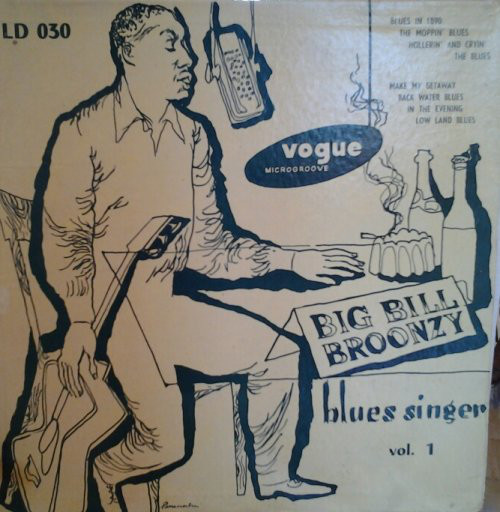 LD 030
BLUES IN 1890
THE MOPPIN' BLUES
HOLLERIN' AND CRYIN'
THE BLUES
MAKE MY GETAWAY
BACK WATER BLUES
IN THE EVENING
LOW LAND BLUES
vogue
MICROGROOVE
BIG BILL
BROONZY
blues singer
vol. 1